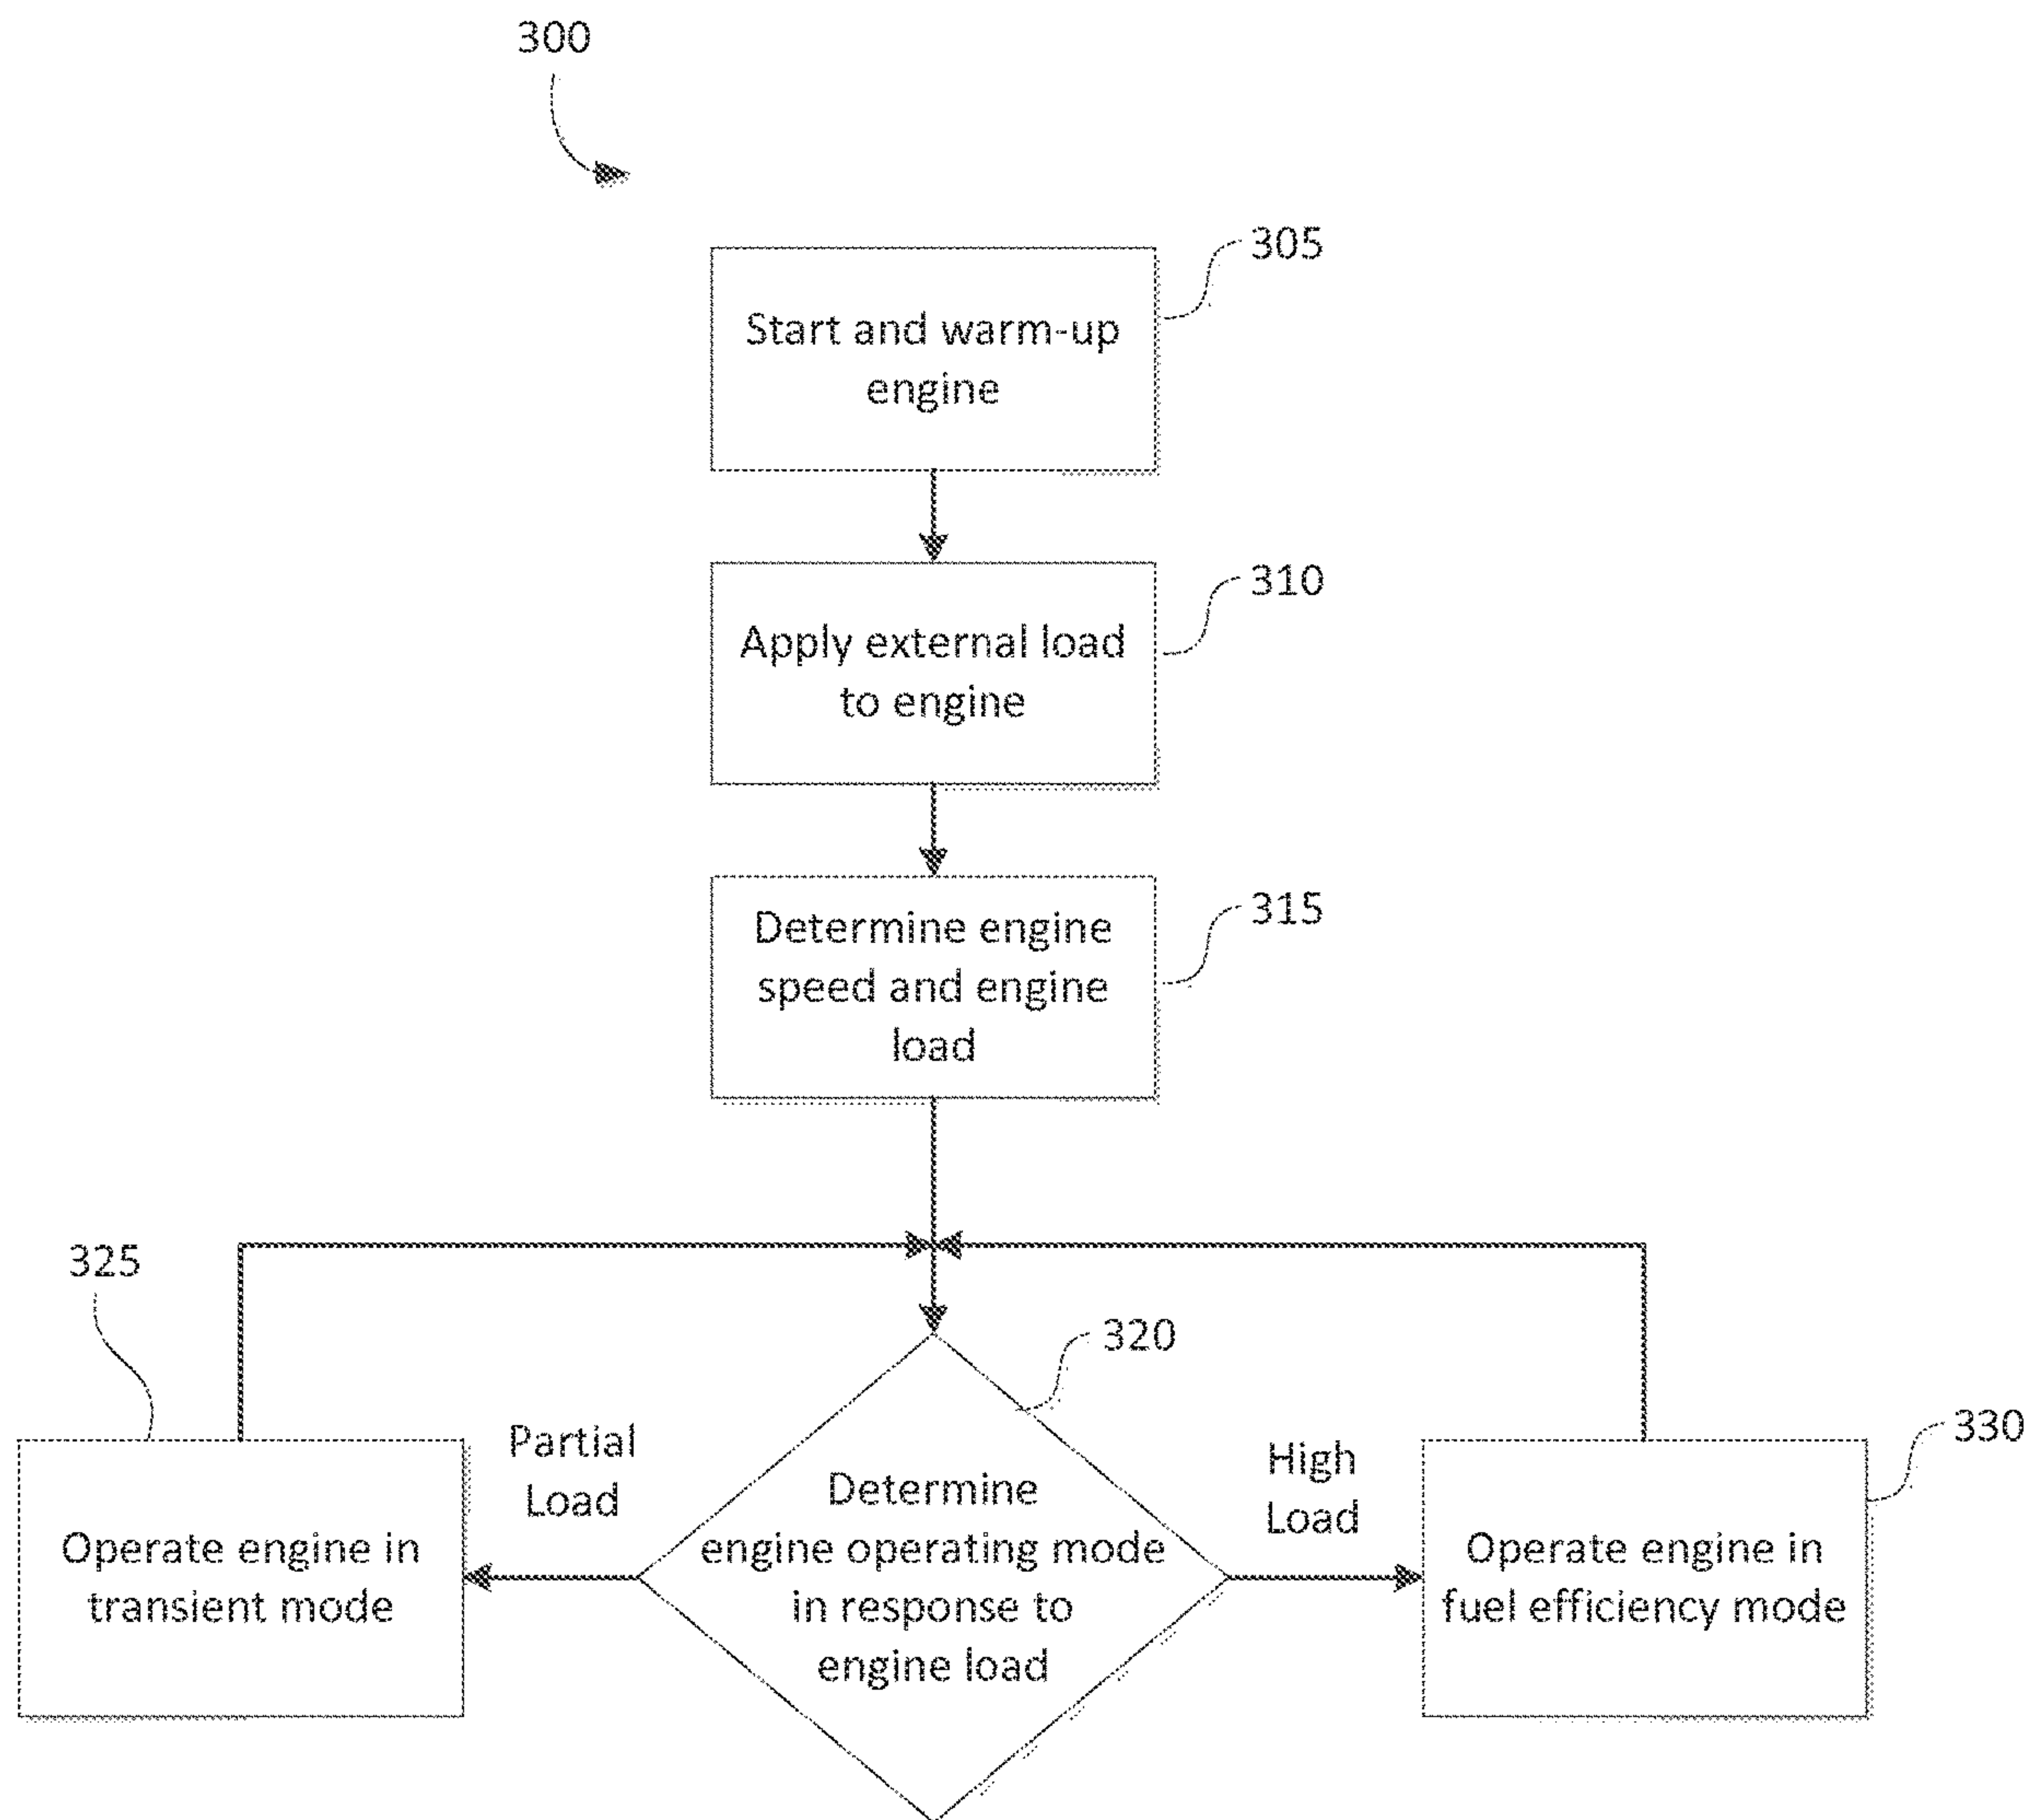 300
305
Start and warm-up
engine
310
Apply external load
to engine
315
Determine engine
speed and engine
load
325
320
Partial
Load
High
Load
330
Operate engine in
transient mode
Determine
engine operating mode
in response to
engine load
Operate engine in
fuel efficiency mode